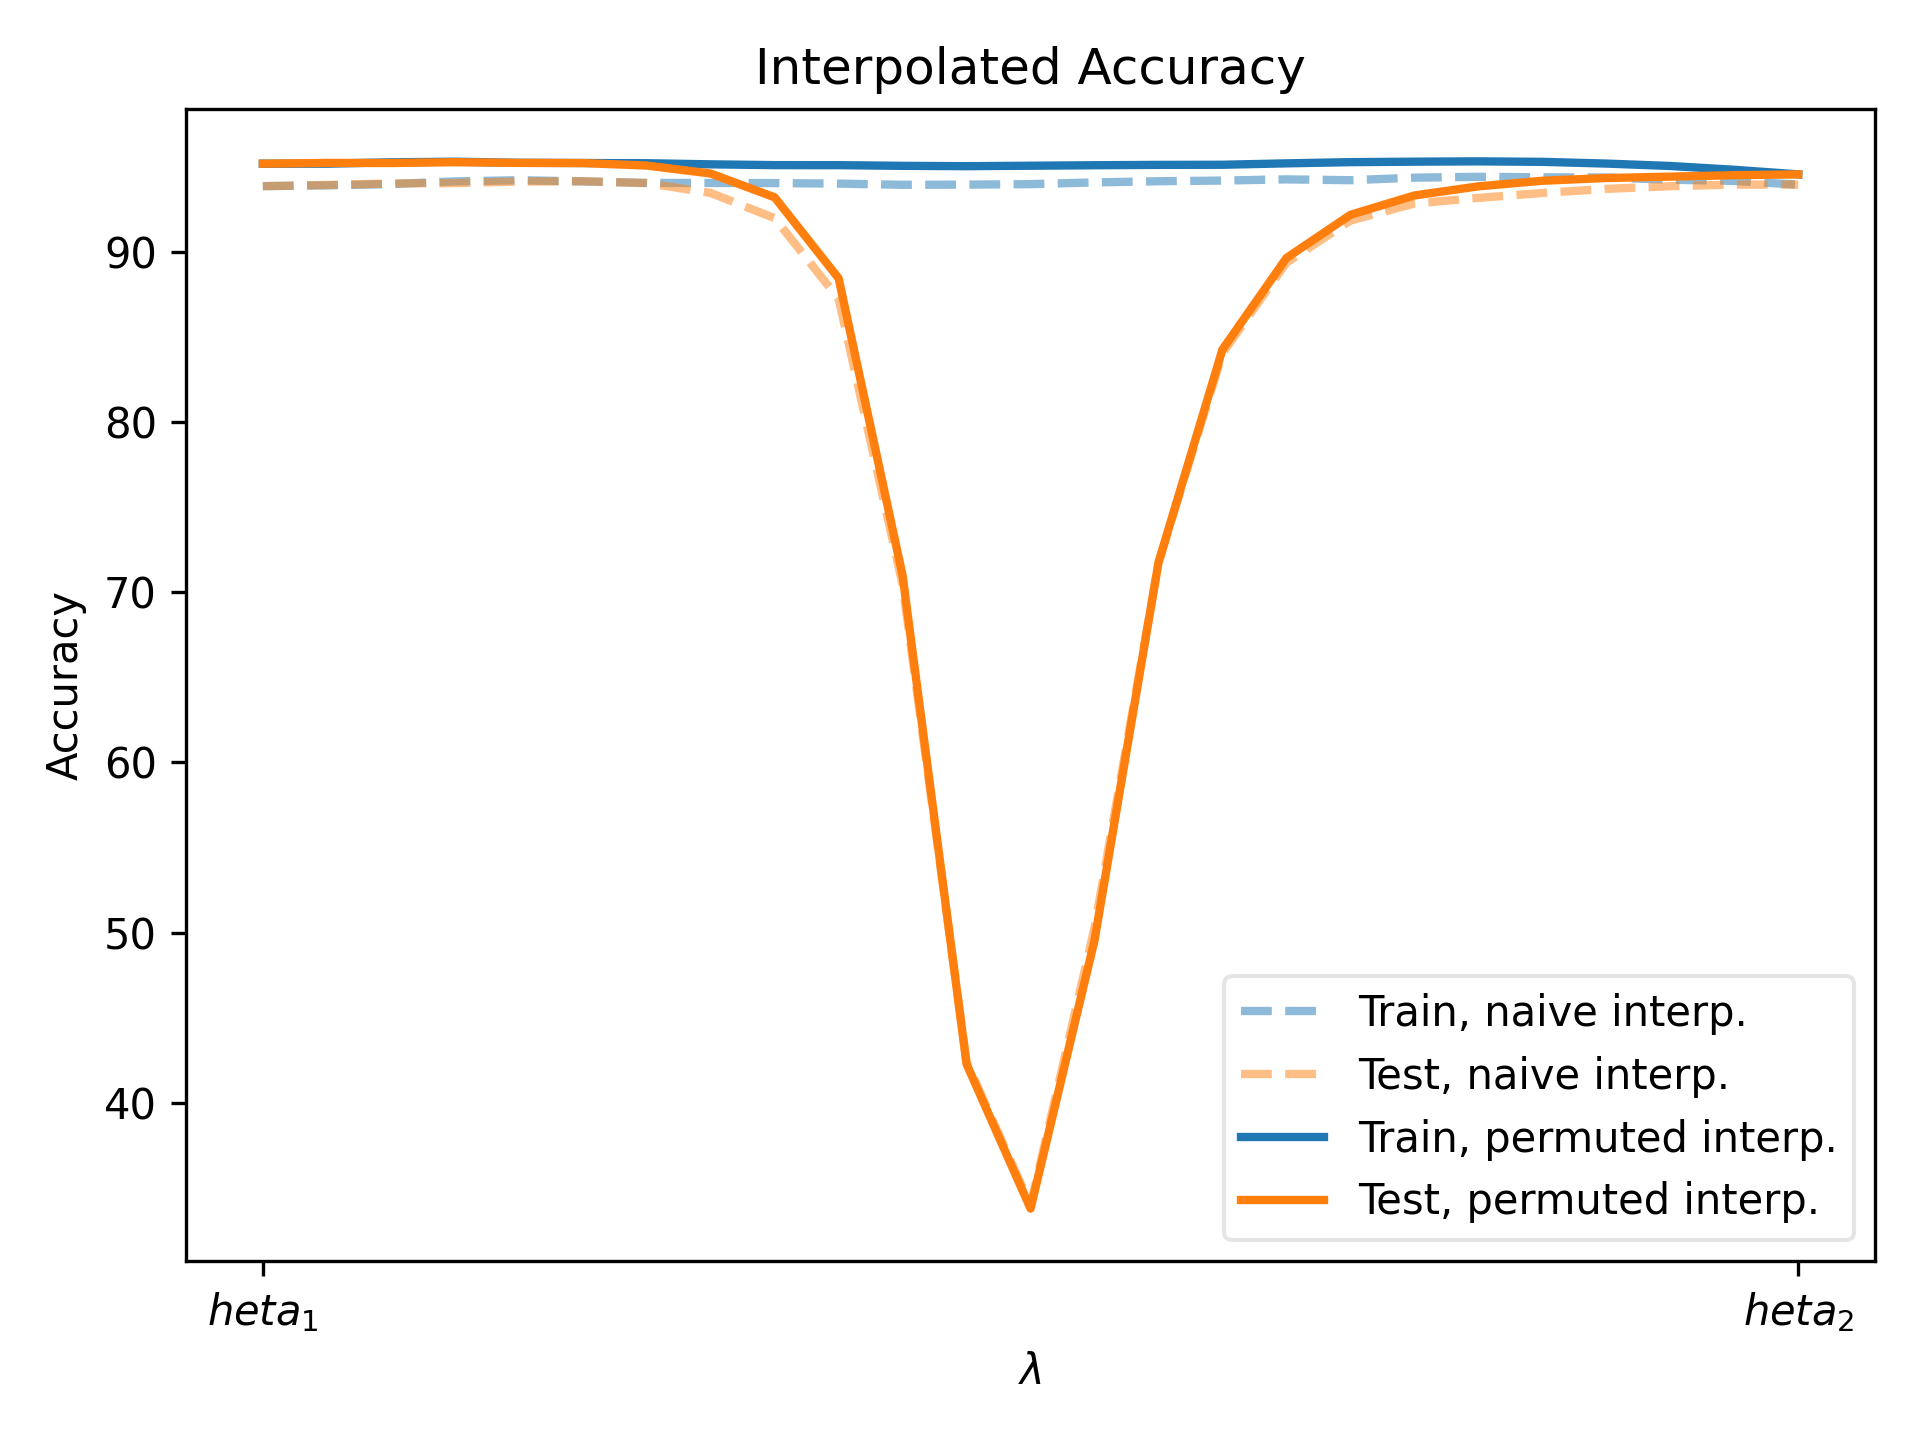 Interpolated Accuracy
Accuracy
90
80
70
60
50
40
Train, naive interp.
Test, naive interp.
Train, permuted interp.
Test, permuted interp.
heta₁
heta₂
λ